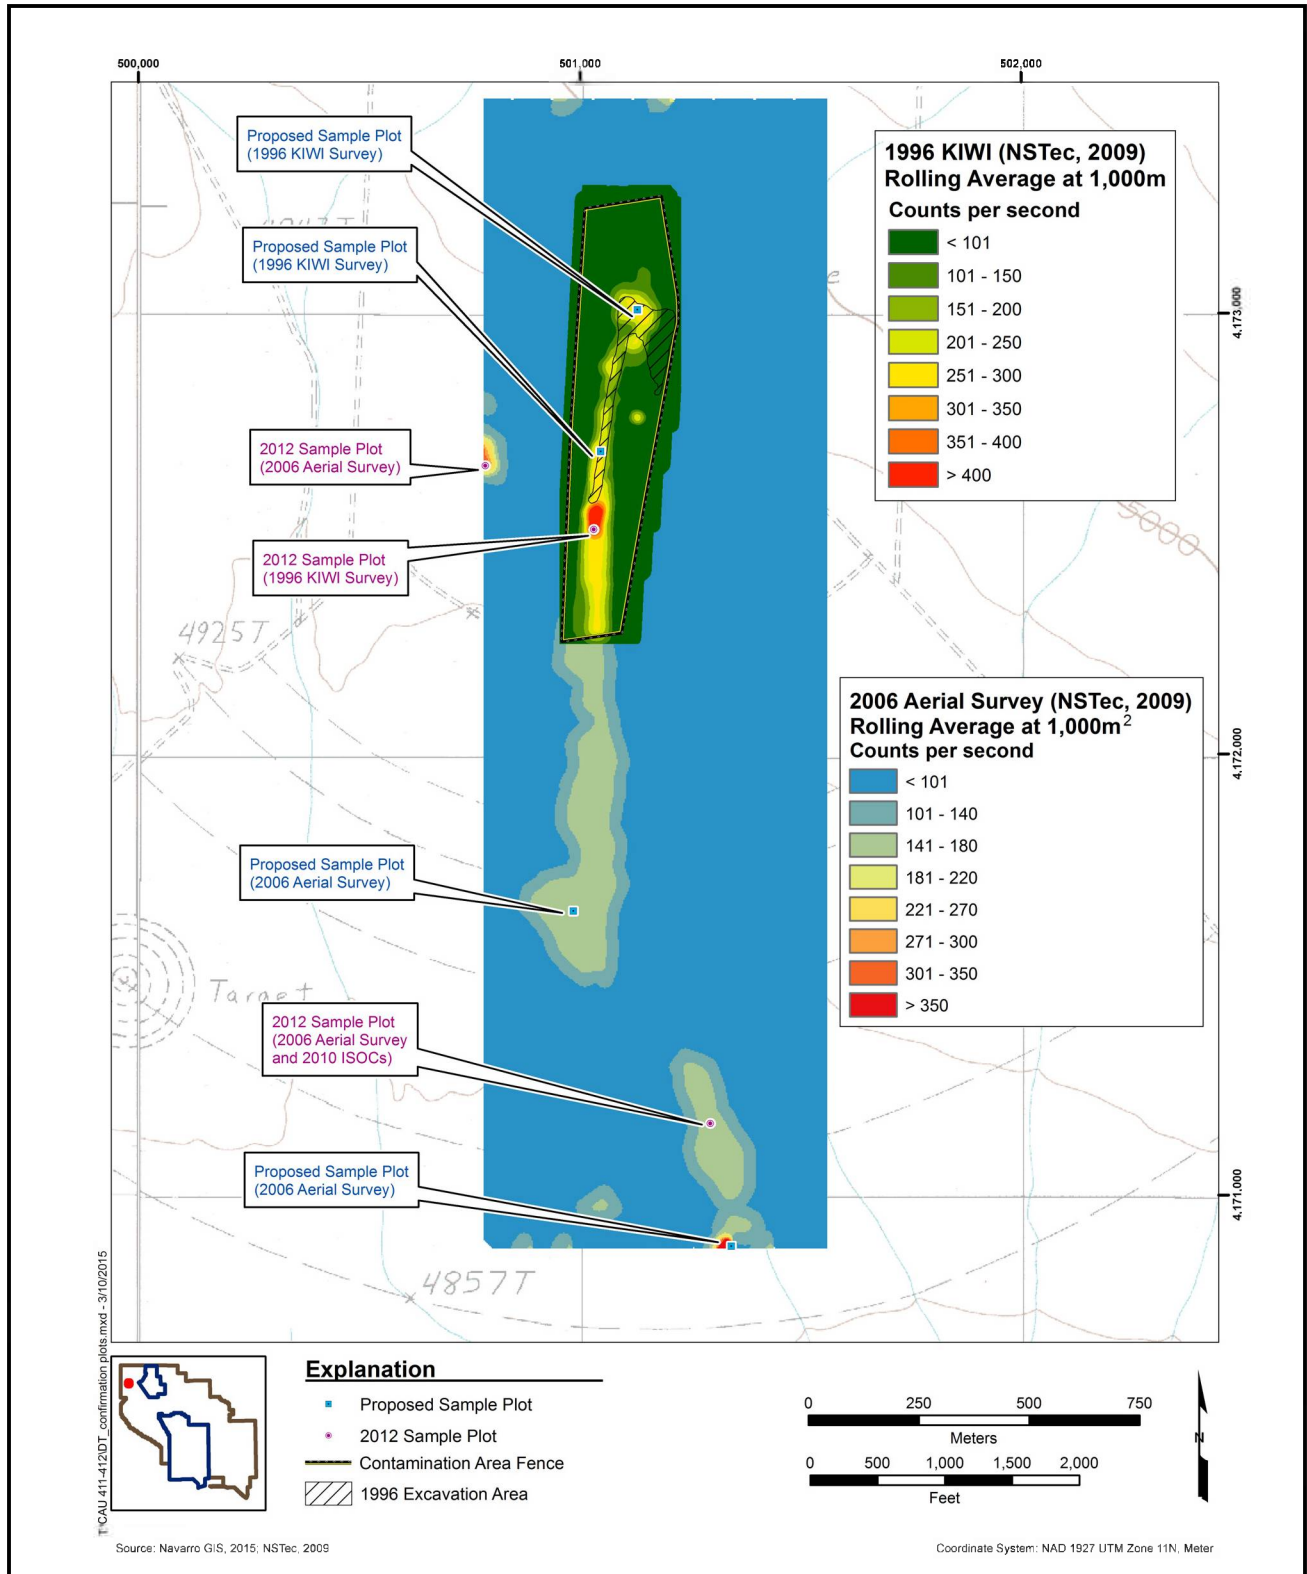 500,000
501,000
502,000
Proposed Sample Plot
(1996 KIWI Survey)
1996 KIWI (NSTec, 2009)
Rolling Average at 1,000m
Counts per second
< 101
101 - 150
151 - 200
201 - 250
251 - 300
301 - 350
351 - 400
> 400
Proposed Sample Plot
(1996 KIWI Survey)
4,173,000
2012 Sample Plot
(2006 Aerial Survey)
5000
2012 Sample Plot
(1996 KIWI Survey)
4925T
2006 Aerial Survey (NSTec, 2009)
Rolling Average at 1,000m²
Counts per second
< 101
101 - 140
141 - 180
181 - 220
221 - 270
271 - 300
301 - 350
> 350
4,172,000
Proposed Sample Plot
(2006 Aerial Survey)
Target
2012 Sample Plot
(2006 Aerial Survey
and 2010 ISOCs)
Proposed Sample Plot
(2006 Aerial Survey)
4,171,000
4857T
T:\CAU 411-412\DT_confirmation plots.mxd - 3/10/2015
Explanation
Proposed Sample Plot
2012 Sample Plot
Contamination Area Fence
1996 Excavation Area
0 250 500 750
Meters
0 500 1,000 1,500 2,000
Feet
N
Source: Navarro GIS, 2015; NSTec, 2009
Coordinate System: NAD 1927 UTM Zone 11N, Meter